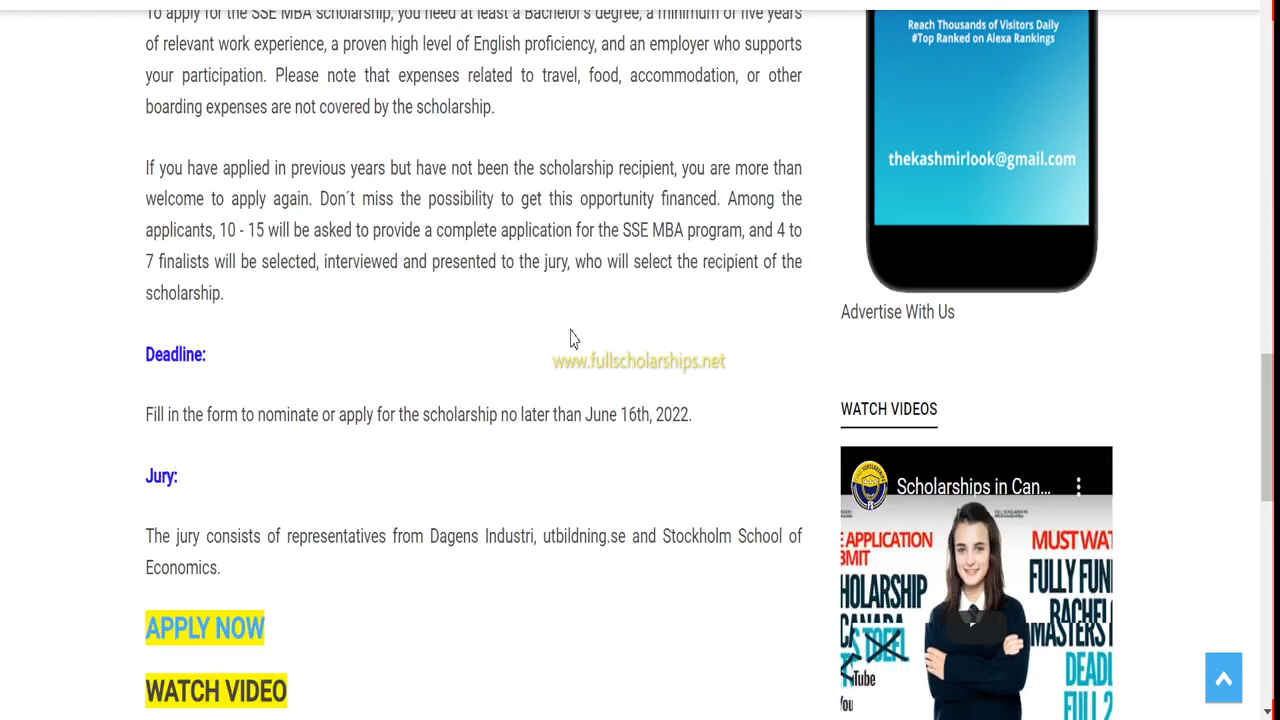 To apply for the SSE MBA scholarship, you need at least a Bachelor's degree, a minimum of five years
of relevant work experience, a proven high level of English proficiency, and an employer who supports
your participation. Please note that expenses related to travel, food, accommodation, or other
boarding expenses are not covered by the scholarship.
If you have applied in previous years but have not been the scholarship recipient, you are more than
welcome to apply again. Don´t miss the possibility to get this opportunity financed. Among the
applicants, 10 - 15 will be asked to provide a complete application for the SSE MBA program, and 4 to
7 finalists will be selected, interviewed and presented to the jury, who will select the recipient of the
scholarship.
Deadline:
www.fullscholarships.net
Fill in the form to nominate or apply for the scholarship no later than June 16th, 2022.
Jury:
The jury consists of representatives from Dagens Industri, utbildning.se and Stockholm School of
Economics.
APPLY NOW
WATCH VIDEO
Reach Thousands of Visitors Daily
#Top Ranked on Alexa Rankings
thekashmirlook@gmail.com
Advertise With Us
WATCH VIDEOS
Scholarships in Can...
E APPLICATION
MUST WAT
FULLY FUN
BACHEL
MASTERS
DEADL
FULL 2